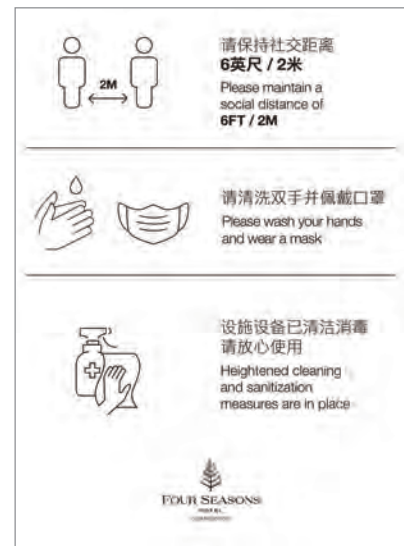 2M
请保持社交距离
6英尺 / 2米
Please maintain a
social distance of
6FT / 2M
请清洗双手并佩戴口罩
Please wash your hands
and wear a mask
设施设备已清洁消毒
请放心使用
Heightened cleaning
and sanitization
measures are in place
FOUR SEASONS